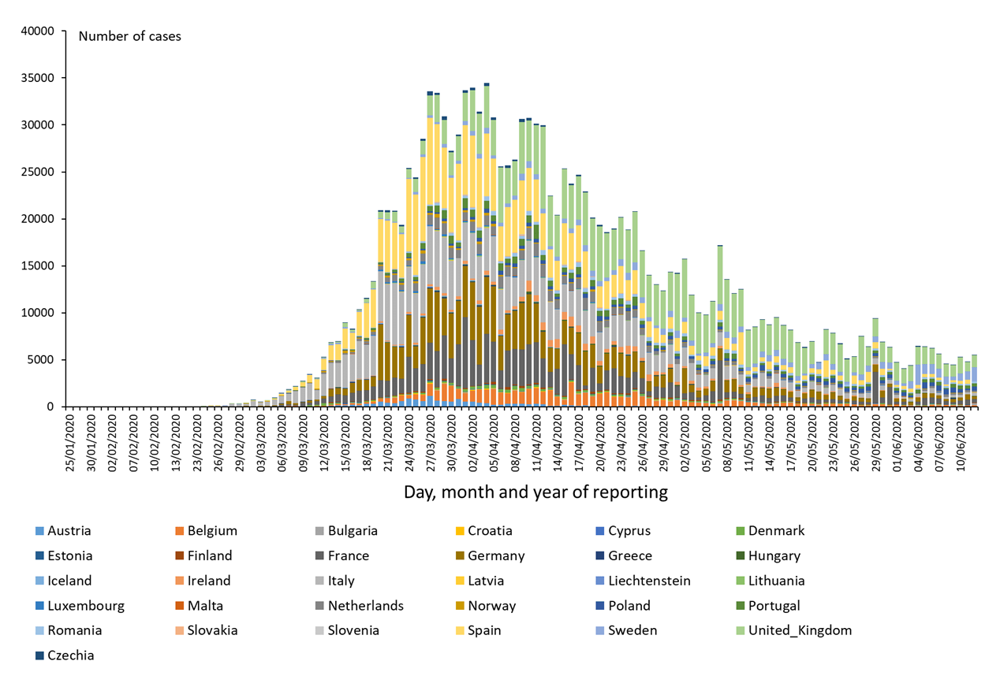 Number of cases
40000
35000
30000
25000
20000
15000
10000
5000
0
25/01/2020 30/01/2020 02/02/2020 07/02/2020 10/02/2020 13/02/2020 23/02/2020 26/02/2020 29/02/2020 03/03/2020 06/03/2020 09/03/2020 12/03/2020 15/03/2020 18/03/2020 21/03/2020 24/03/2020 27/03/2020 30/03/2020 02/04/2020 05/04/2020 08/04/2020 11/04/2020 14/04/2020 17/04/2020 20/04/2020 23/04/2020 26/04/2020 29/04/2020 02/05/2020 05/05/2020 08/05/2020 11/05/2020 14/05/2020 17/05/2020 20/05/2020 23/05/2020 26/05/2020 29/05/2020 01/06/2020 04/06/2020 07/06/2020 10/06/2020
Day, month and year of reporting
Austria Belgium Bulgaria Croatia Cyprus Denmark
Estonia Finland France Germany Greece Hungary
Iceland Ireland Italy Latvia Liechtenstein Lithuania
Luxembourg Malta Netherlands Norway Poland Portugal
Romania Slovakia Slovenia Spain Sweden United_Kingdom
Czechia